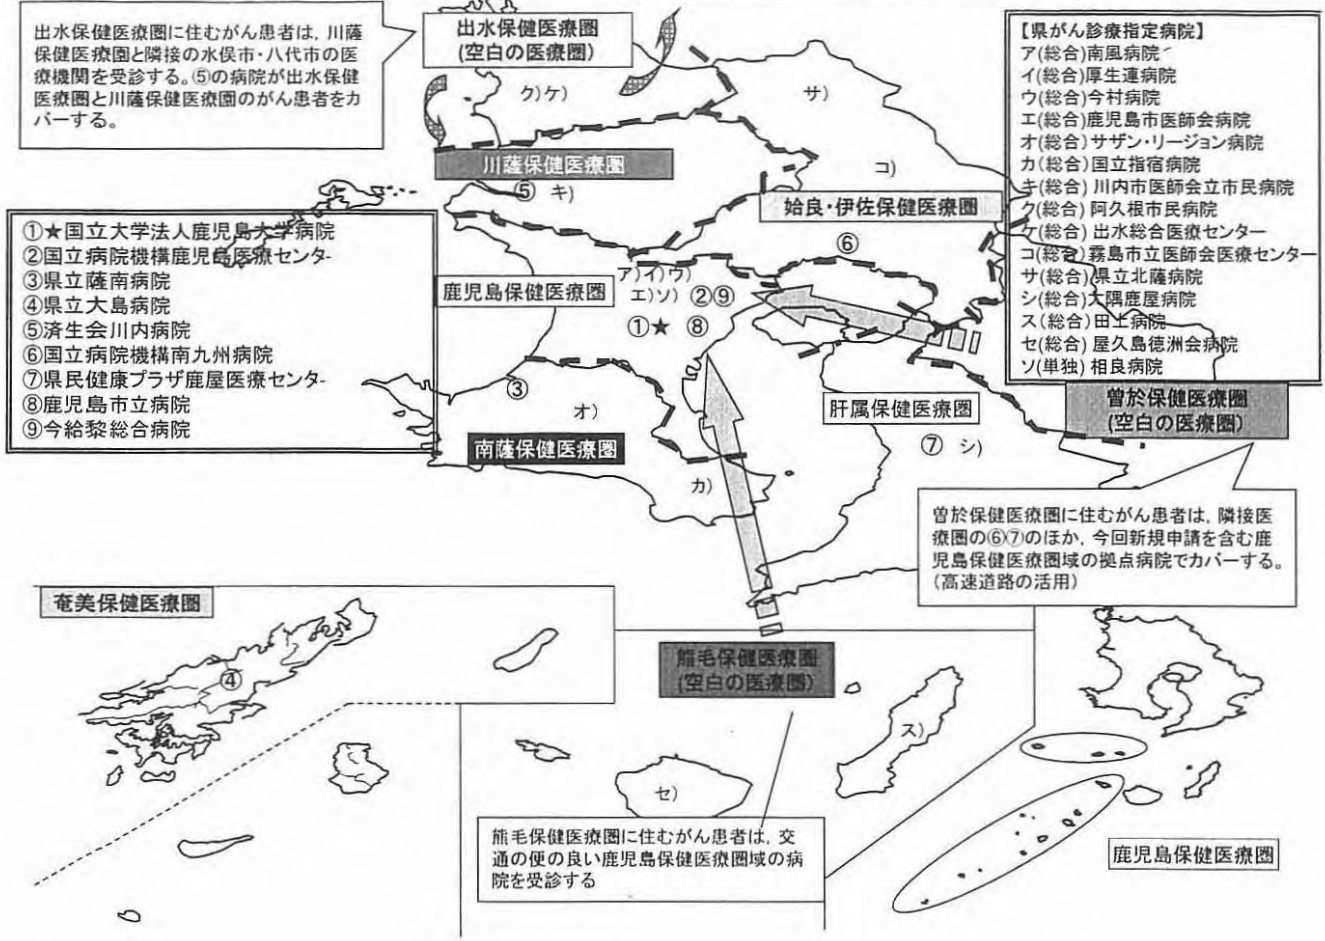 出水保健医療圏に住むがん患者は，川薩
保健医療園と隣接の水俣市・八代市の医
療機関を受診する。⑤の病院が出水保健
医療圏と川薩保健医療園のがん患者をカ
バーする。
出水保健医療圏
(空白の医療圏)
【県がん診療指定病院】
ア(総合)南風病院
イ(総合)厚生連病院
ウ(総合)今村病院
エ(総合)鹿児島市医師会病院
オ(総合)サザン・リージョン病院
カ(総合)国立指宿病院
キ(総合) 川内市医師会立市民病院
ク(総合) 阿久根市民病院
ケ(総合) 出水総合医療センター
コ(総合)霧島市立医師会医療センター
サ(総合)県立北薩病院
シ(総合)大隅鹿屋病院
ス(総合)田上病院
セ(総合) 屋久島徳洲会病院
ソ(単独) 相良病院
ク)ケ)
サ)
川薩保健医療圏
⑤ キ)
コ)
姶良・伊佐保健医療圏
⑥
①★国立大学法人鹿児島大学病院
②国立病院機構鹿児島医療センター
③県立薩南病院
④県立大島病院
⑤済生会川内病院
⑥国立病院機構南九州病院
⑦県民健康プラザ鹿屋医療センター
⑧鹿児島市立病院
⑨今給黎総合病院
鹿児島保健医療圏
ア)イ)ウ)
エ)ソ) ②⑨
①★ ⑧
③
オ)
南薩保健医療圏
カ)
肝属保健医療圏
⑦ シ)
曽於保健医療圏
(空白の医療圏)
曽於保健医療圏に住むがん患者は，隣接医
療圏の⑥⑦のほか，今回新規申請を含む鹿
児島保健医療圏域の拠点病院でカバーする。
(高速道路の活用)
奄美保健医療圏
④
熊毛保健医療圏
(空白の医療圏)
ス)
セ)
熊毛保健医療圏に住むがん患者は，交
通の便の良い鹿児島保健医療圏域の病
院を受診する
鹿児島保健医療圏